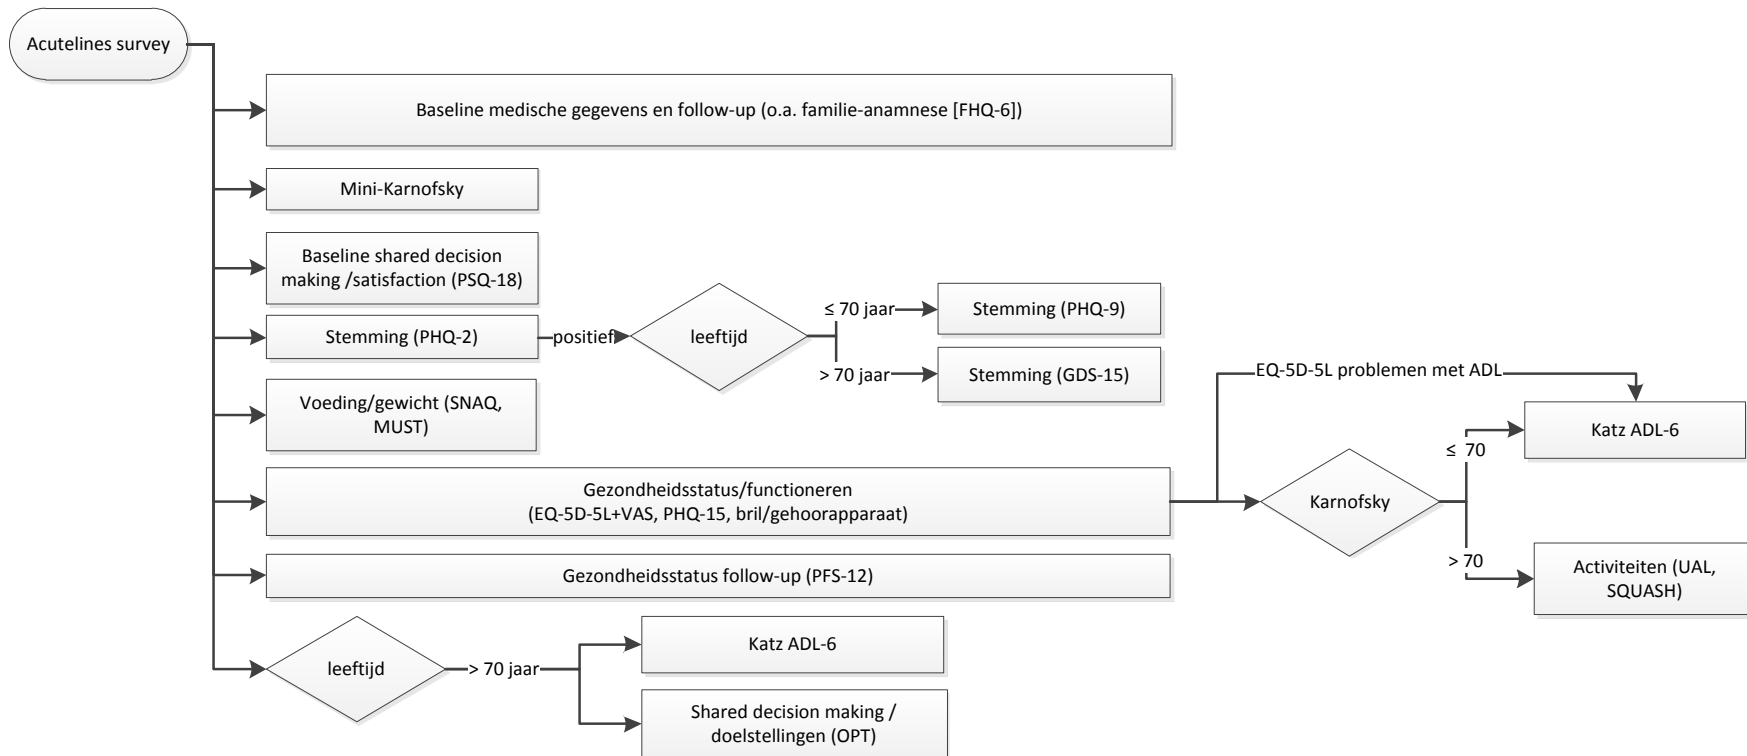 Acutelines survey
Baseline medische gegevens en follow-up (o.a. familie-anamnese [FHQ-6])
Mini-Karnofsky
Baseline shared decision
making /satisfaction (PSQ-18)
Stemming (PHQ-2)
positief
leeftijd
≤ 70 jaar
Stemming (PHQ-9)
> 70 jaar
Stemming (GDS-15)
Voeding/gewicht (SNAQ,
MUST)
Gezondheidsstatus/functioneren
(EQ-5D-5L+VAS, PHQ-15, bril/gehoorapparaat)
EQ-5D-5L problemen met ADL
Karnofsky
≤ 70
Katz ADL-6
> 70
Activiteiten (UAL,
SQUASH)
Gezondheidsstatus follow-up (PFS-12)
leeftijd
> 70 jaar
Katz ADL-6
Shared decision making /
doelstellingen (OPT)